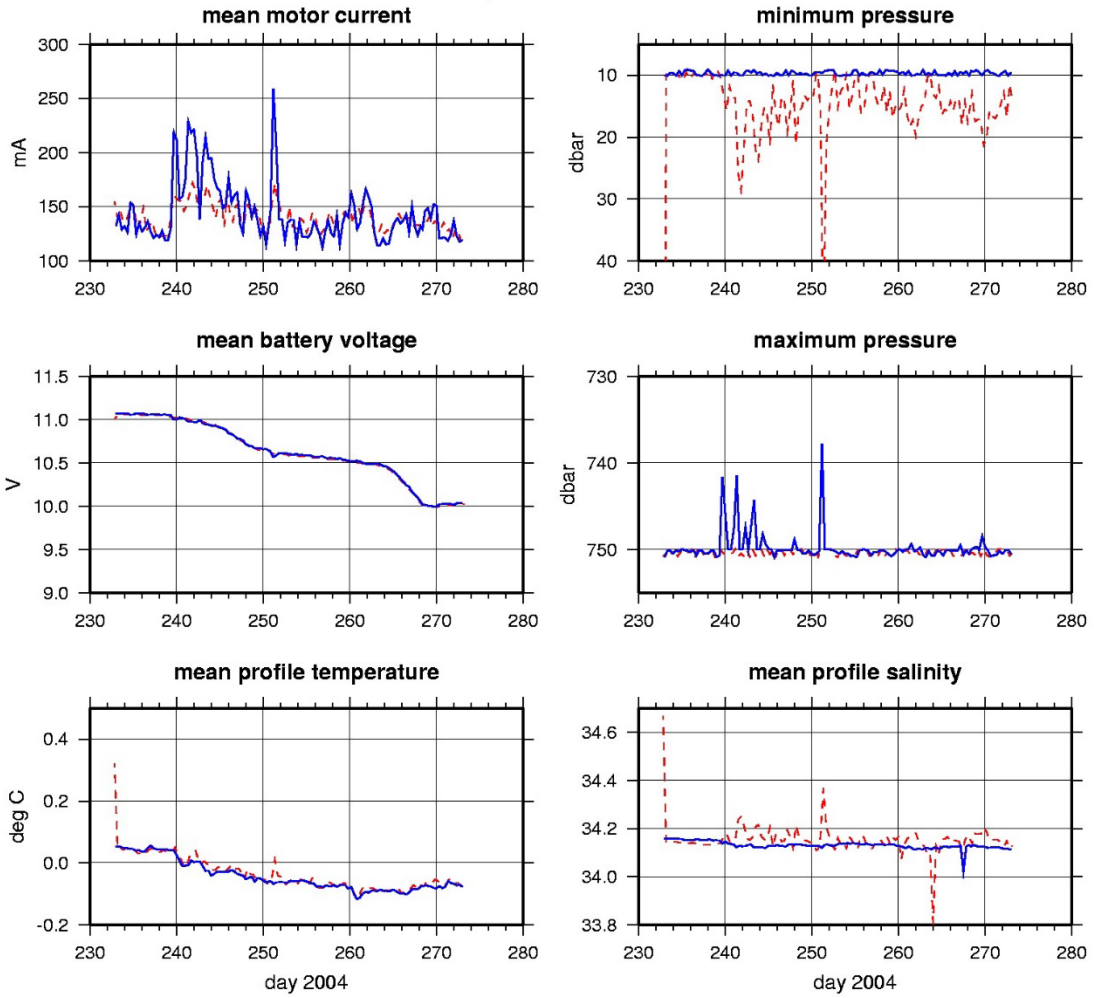 mean motor current
300
250
200
150
100
mA
230 240 250 260 270 280
minimum pressure
10
20
30
40
dbar
230 240 250 260 270 280
mean battery voltage
11.5
11.0
10.5
10.0
9.5
9.0
V
230 240 250 260 270 280
maximum pressure
730
740
750
dbar
230 240 250 260 270 280
mean profile temperature
0.4
0.2
0.0
-0.2
deg C
230 240 250 260 270 280
day 2004
mean profile salinity
34.6
34.4
34.2
34.0
33.8
230 240 250 260 270 280
day 2004